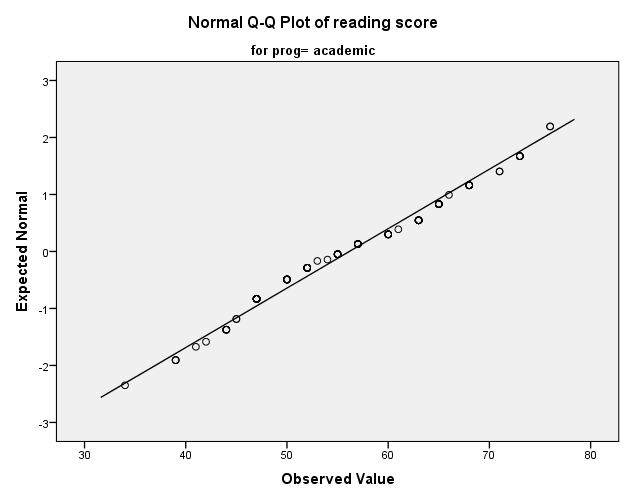 Normal Q-Q Plot of reading score
for prog= academic
3
2
1
0
-1
-2
-3
Expected Normal
30 40 50 60 70 80
Observed Value